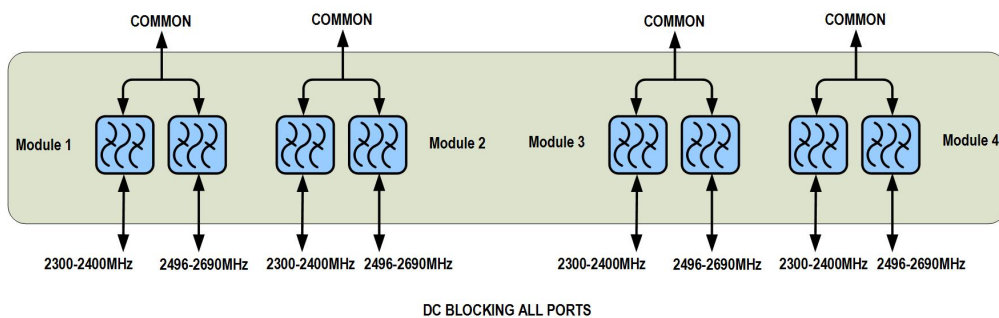 COMMON COMMON COMMON COMMON
Module 1 Module 2 Module 3 Module 4
2300-2400MHz 2496-2690MHz 2300-2400MHz 2496-2690MHz 2300-2400MHz 2496-2690MHz 2300-2400MHz 2496-2690MHz
DC BLOCKING ALL PORTS